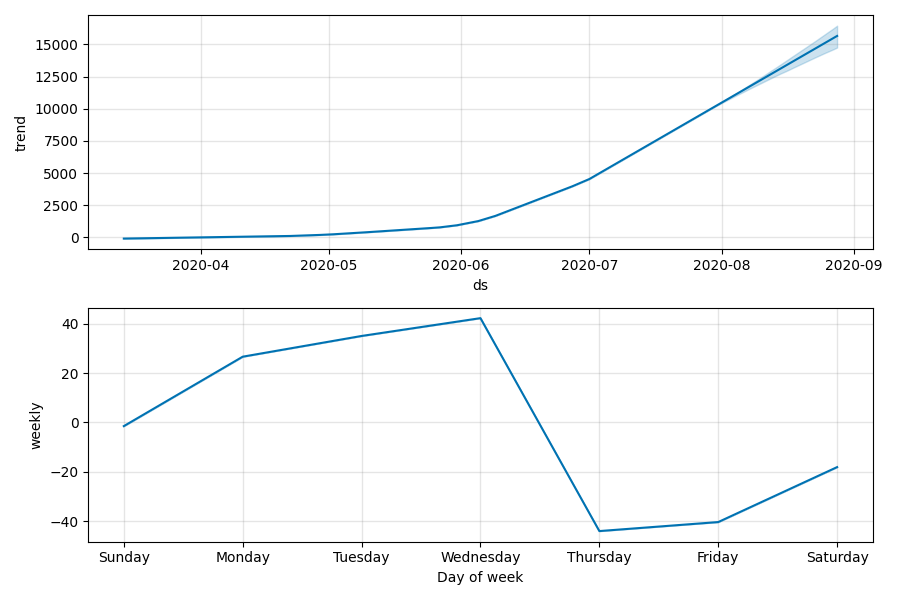 trend
15000
12500
10000
7500
5000
2500
0
2020-04 2020-05 2020-06 2020-07 2020-08 2020-09
ds
weekly
40
20
0
−20
−40
Sunday Monday Tuesday Wednesday Thursday Friday Saturday
Day of week